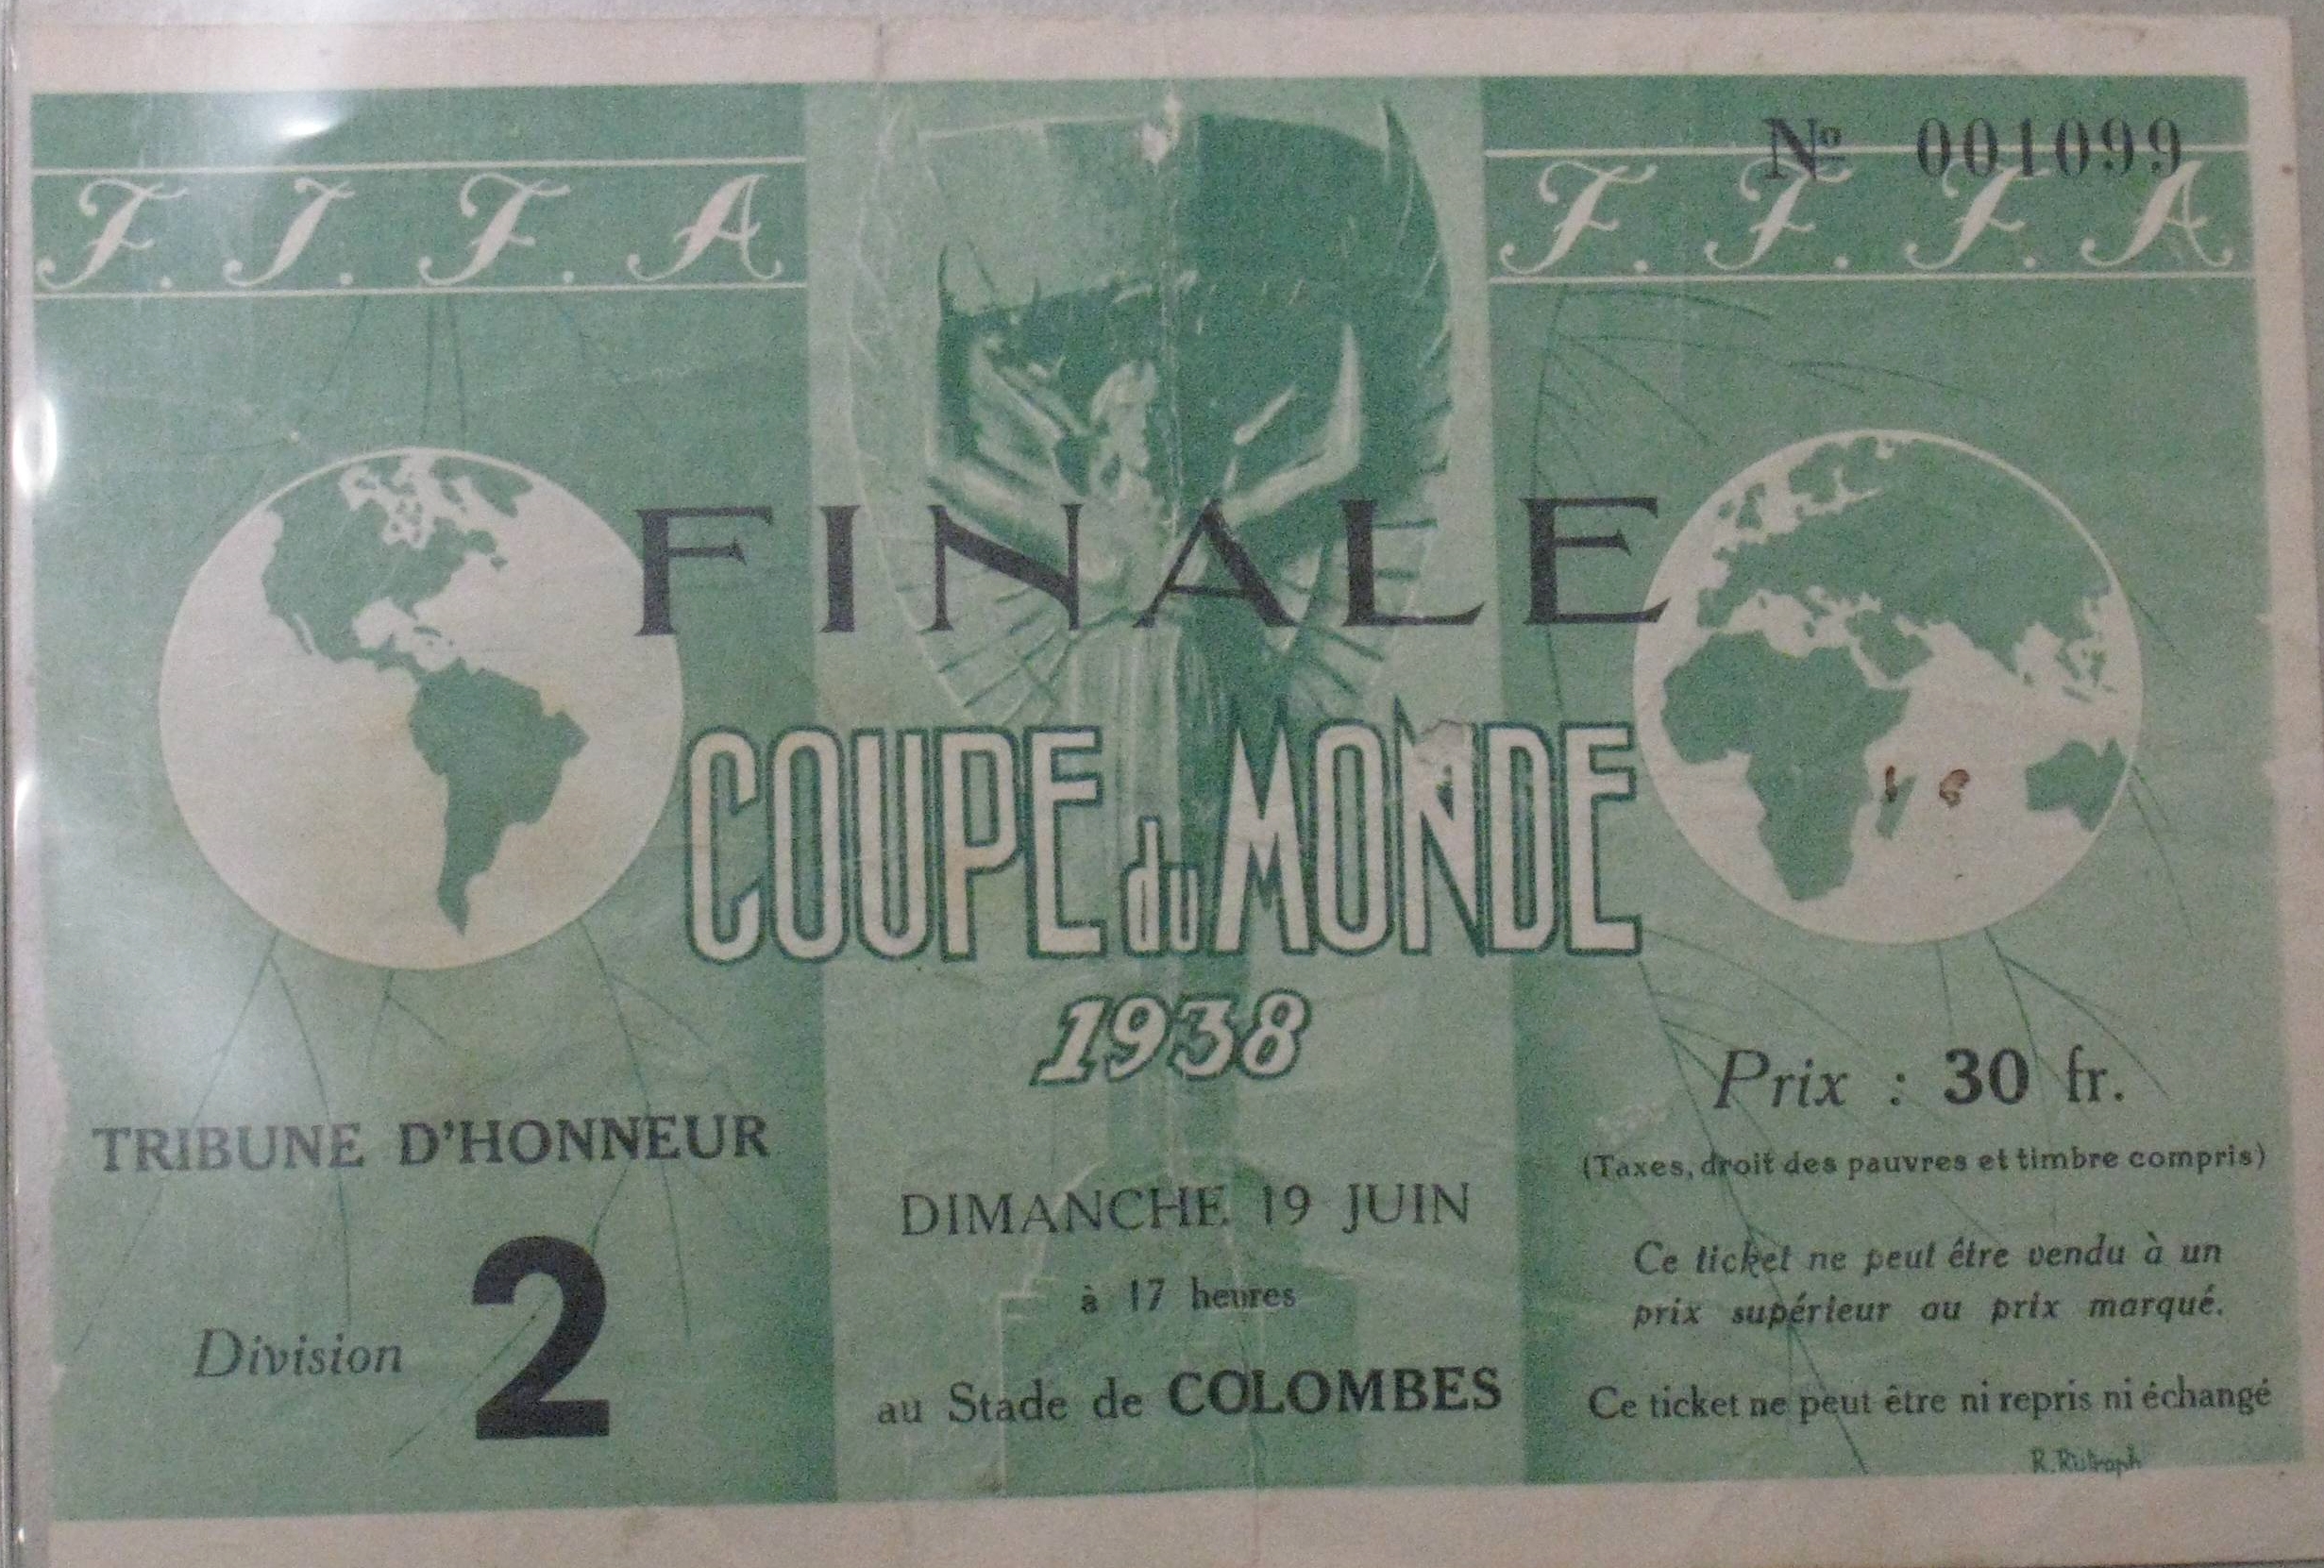 F. I. F. A
Nº 001099
F. F. F. A
FINALE
COUPE du MONDE
1938
TRIBUNE D'HONNEUR
Division 2
DIMANCHE 19 JUIN
à 17 heures
au Stade de COLOMBES
Prix : 30 fr.
(Taxes, droit des pauvres et timbre compris)
Ce ticket ne peut être vendu à un
prix supérieur au prix marqué.
Ce ticket ne peut être ni repris ni échangé